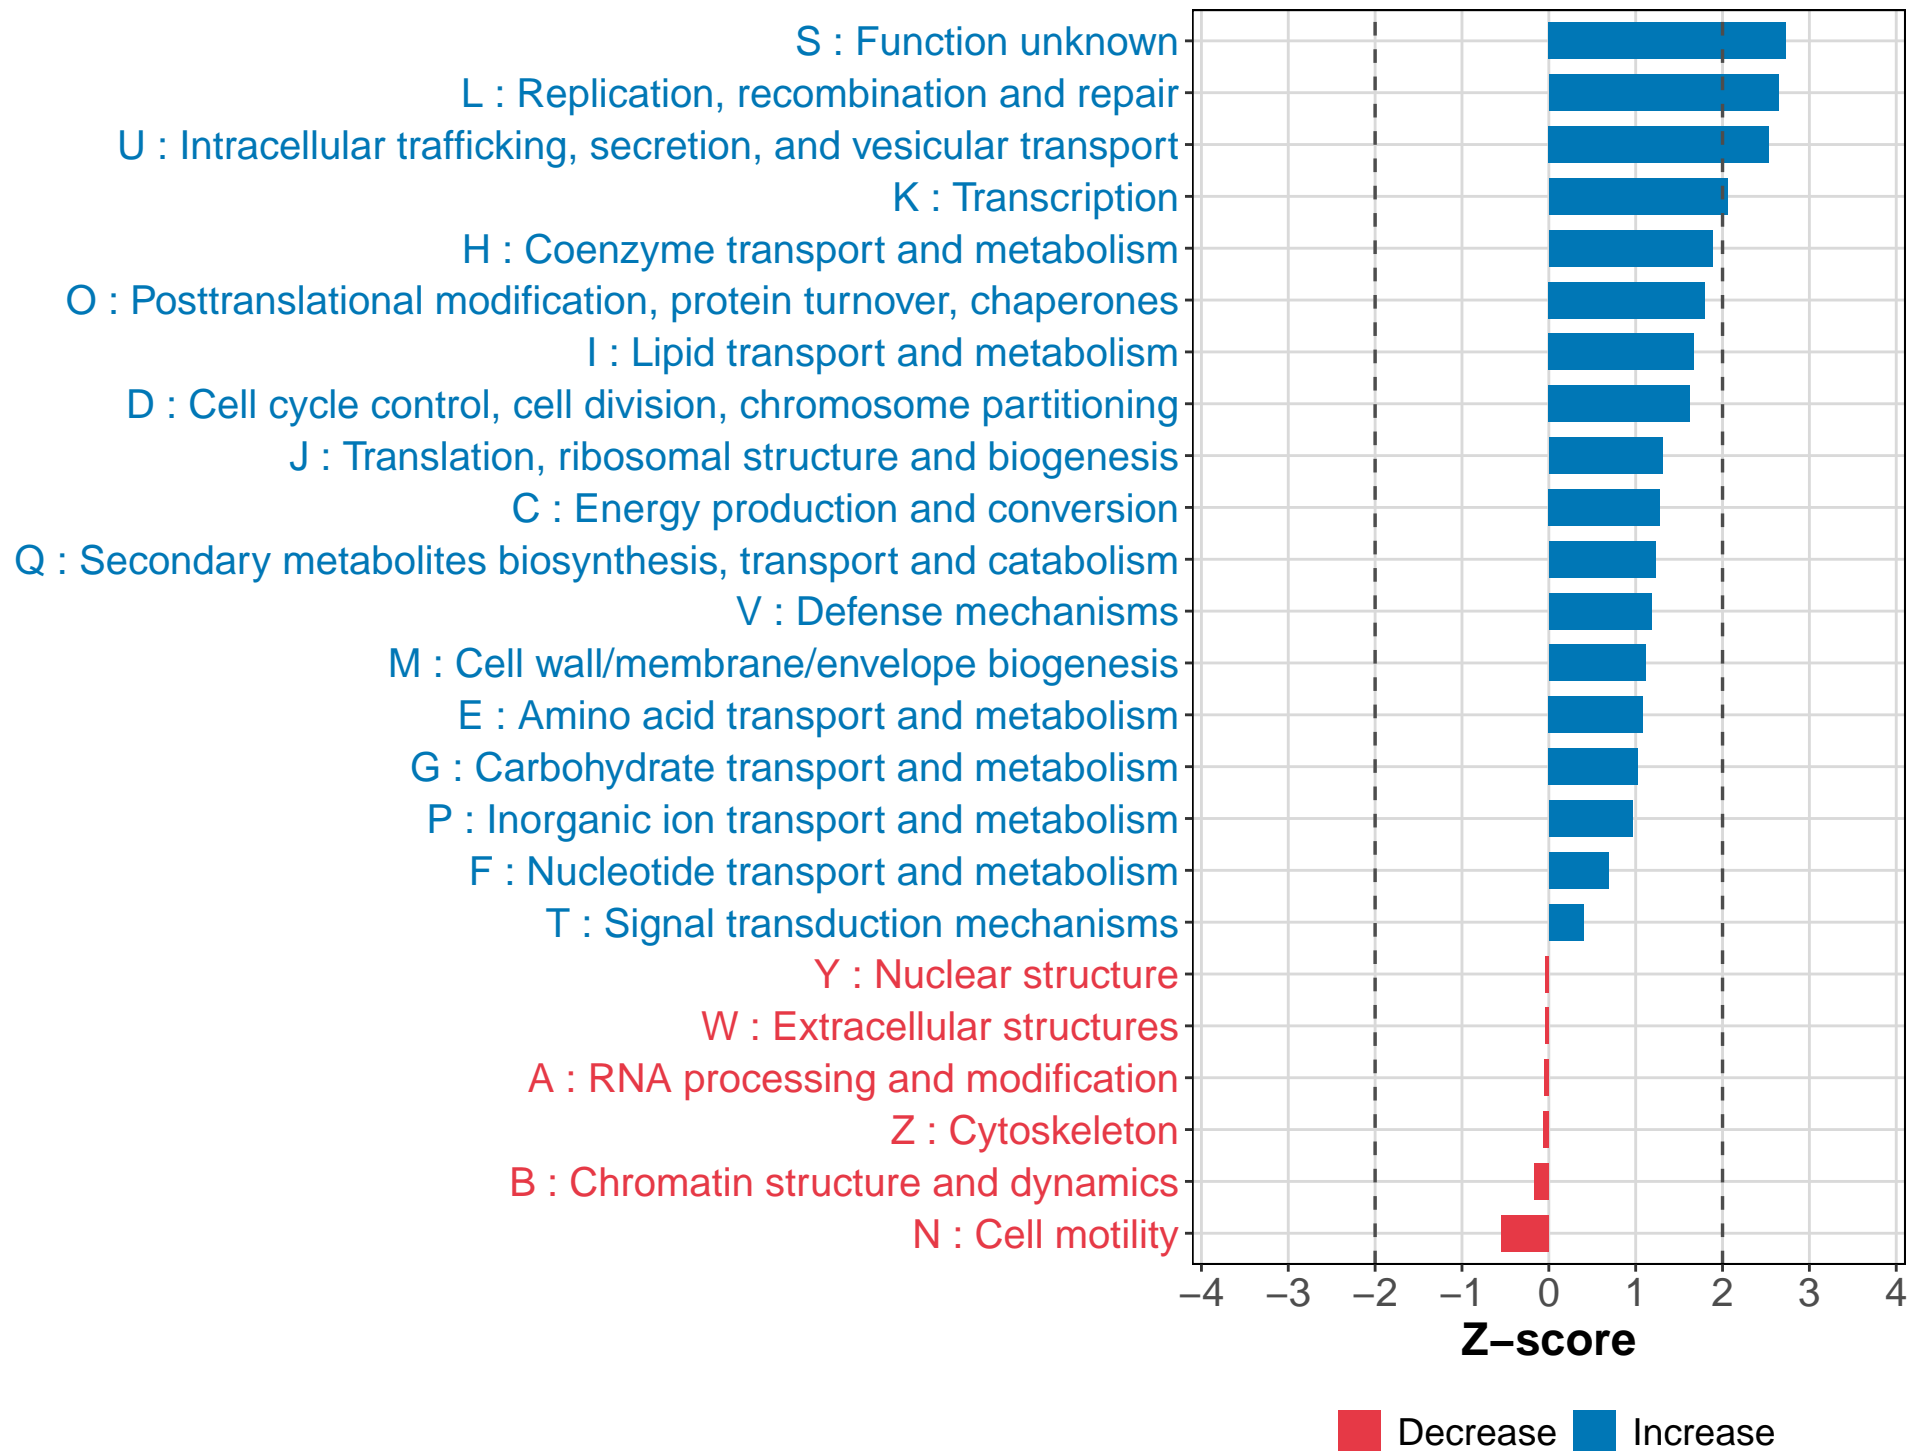 S : Function unknown
L : Replication, recombination and repair
U : Intracellular trafficking, secretion, and vesicular transport
K : Transcription
H : Coenzyme transport and metabolism
O : Posttranslational modification, protein turnover, chaperones
I : Lipid transport and metabolism
D : Cell cycle control, cell division, chromosome partitioning
J : Translation, ribosomal structure and biogenesis
C : Energy production and conversion
Q : Secondary metabolites biosynthesis, transport and catabolism
V : Defense mechanisms
M : Cell wall/membrane/envelope biogenesis
E : Amino acid transport and metabolism
G : Carbohydrate transport and metabolism
P : Inorganic ion transport and metabolism
F : Nucleotide transport and metabolism
T : Signal transduction mechanisms
Y : Nuclear structure
W : Extracellular structures
A : RNA processing and modification
Z : Cytoskeleton
B : Chromatin structure and dynamics
N : Cell motility
−4 −3 −2 −1 0 1 2 3 4
Z−score
Decrease Increase